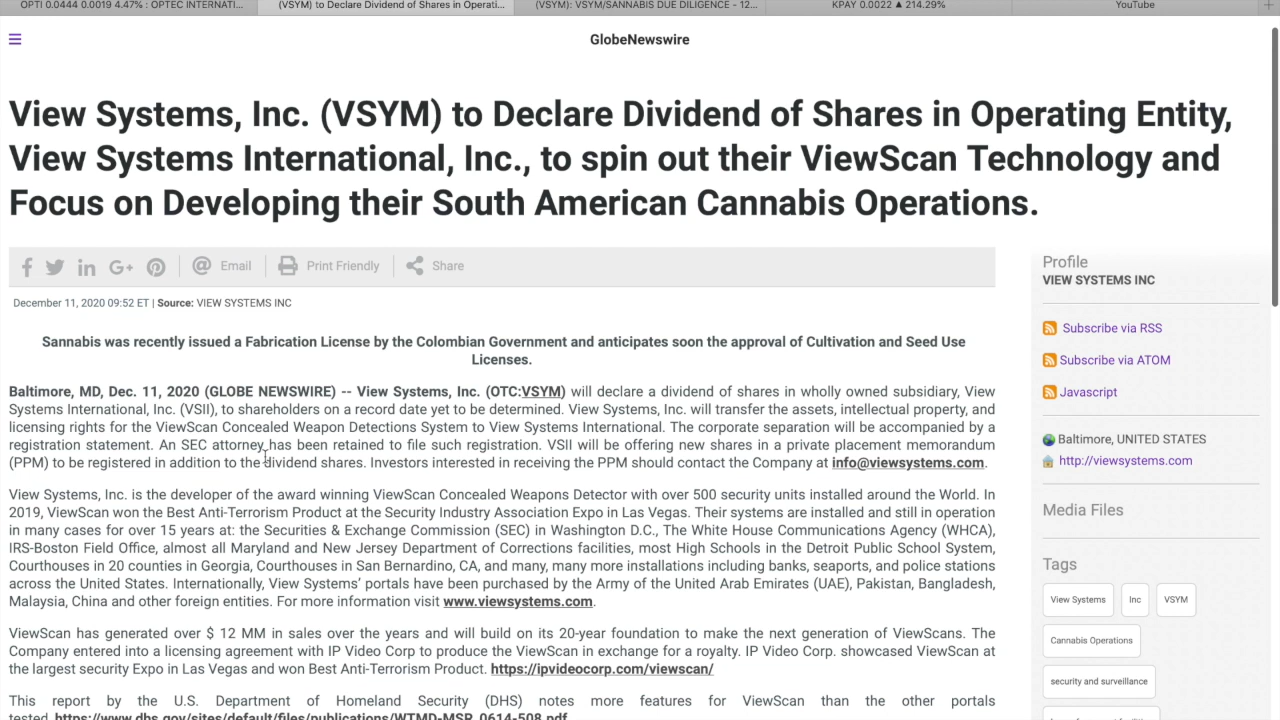 OPTI 0.0444 0.0019 4.47% : OPTEC INTERNATI...
(VSYM) to Declare Dividend of Shares in Operati...
(VSYM): VSYM/SANNABIS DUE DILIGENCE - 12...
KPAY 0.0022 ▲ 214.29%
YouTube
GlobeNewswire
View Systems, Inc. (VSYM) to Declare Dividend of Shares in Operating Entity,
View Systems International, Inc., to spin out their ViewScan Technology and
Focus on Developing their South American Cannabis Operations.
Email
Print Friendly
Share
December 11, 2020 09:52 ET | Source: VIEW SYSTEMS INC
Sannabis was recently issued a Fabrication License by the Colombian Government and anticipates soon the approval of Cultivation and Seed Use
Licenses.
Baltimore, MD, Dec. 11, 2020 (GLOBE NEWSWIRE) -- View Systems, Inc. (OTC:VSYM) will declare a dividend of shares in wholly owned subsidiary, View
Systems International, Inc. (VSII), to shareholders on a record date yet to be determined. View Systems, Inc. will transfer the assets, intellectual property, and
licensing rights for the ViewScan Concealed Weapon Detections System to View Systems International. The corporate separation will be accompanied by a
registration statement. An SEC attorney has been retained to file such registration. VSII will be offering new shares in a private placement memorandum
(PPM) to be registered in addition to the dividend shares. Investors interested in receiving the PPM should contact the Company at info@viewsystems.com.
View Systems, Inc. is the developer of the award winning ViewScan Concealed Weapons Detector with over 500 security units installed around the World. In
2019, ViewScan won the Best Anti-Terrorism Product at the Security Industry Association Expo in Las Vegas. Their systems are installed and still in operation
in many cases for over 15 years at: the Securities & Exchange Commission (SEC) in Washington D.C., The White House Communications Agency (WHCA),
IRS-Boston Field Office, almost all Maryland and New Jersey Department of Corrections facilities, most High Schools in the Detroit Public School System,
Courthouses in 20 counties in Georgia, Courthouses in San Bernardino, CA, and many, many more installations including banks, seaports, and police stations
across the United States. Internationally, View Systems' portals have been purchased by the Army of the United Arab Emirates (UAE), Pakistan, Bangladesh,
Malaysia, China and other foreign entities. For more information visit www.viewsystems.com.
ViewScan has generated over $ 12 MM in sales over the years and will build on its 20-year foundation to make the next generation of ViewScans. The
Company entered into a licensing agreement with IP Video Corp to produce the ViewScan in exchange for a royalty. IP Video Corp. showcased ViewScan at
the largest security Expo in Las Vegas and won Best Anti-Terrorism Product. https://ipvideocorp.com/viewscan/
This report by the U.S. Department of Homeland Security (DHS) notes more features for ViewScan than the other portals
tested. https://www.dhs.gov/sites/default/files/publications/WTMD-MSR_0614-508.pdf
Profile
VIEW SYSTEMS INC
Subscribe via RSS
Subscribe via ATOM
Javascript
Baltimore, UNITED STATES
http://viewsystems.com
Media Files
Tags
View Systems
Inc
VSYM
Cannabis Operations
security and surveillance